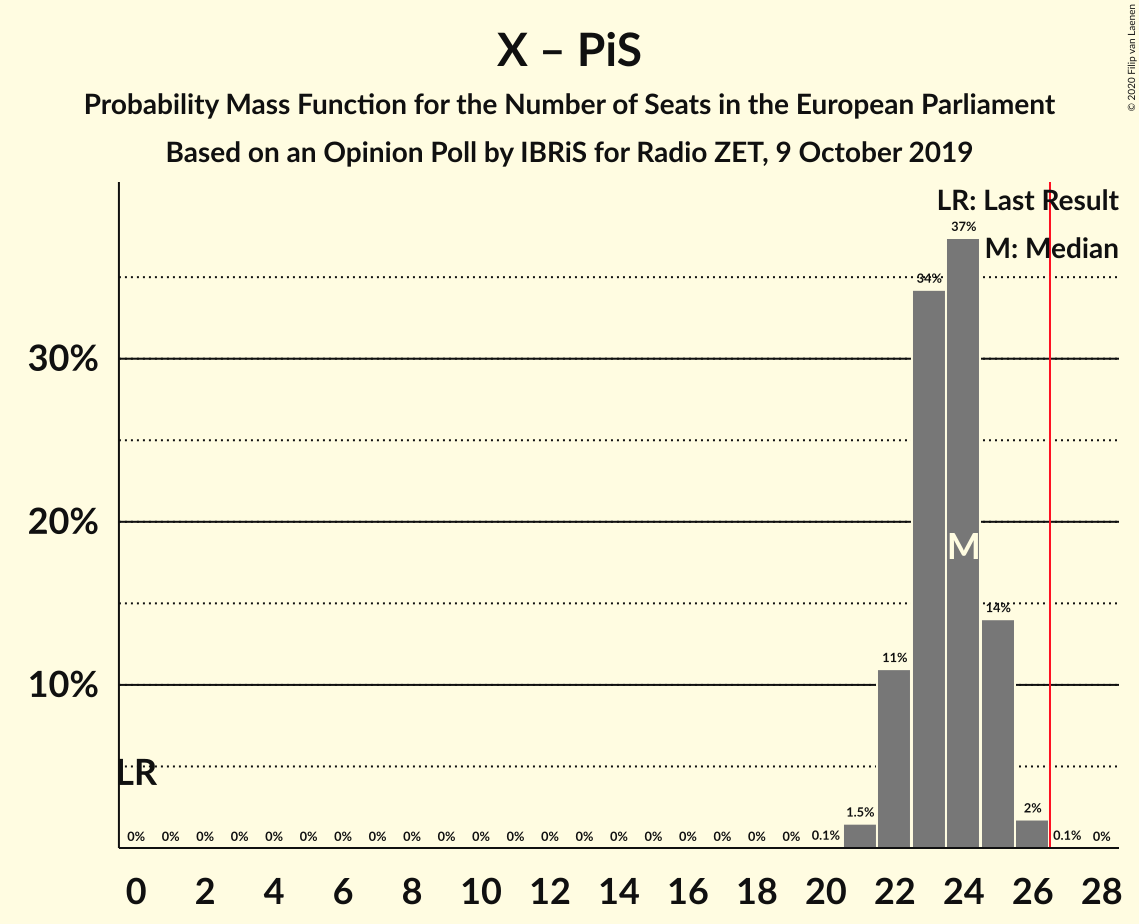 X – PiS
Probability Mass Function for the Number of Seats in the European Parliament
Based on an Opinion Poll by IBRiS for Radio ZET, 9 October 2019
© 2020 Filip van Laenen
LR: Last Result
M: Median
37%
34%
30%
20%
M
14%
11%
10%
LR
1.5%
2%
0% 0% 0% 0% 0% 0% 0% 0% 0% 0% 0% 0% 0% 0% 0% 0% 0% 0% 0% 0% 0.1% 0.1% 0%
0 2 4 6 8 10 12 14 16 18 20 22 24 26 28